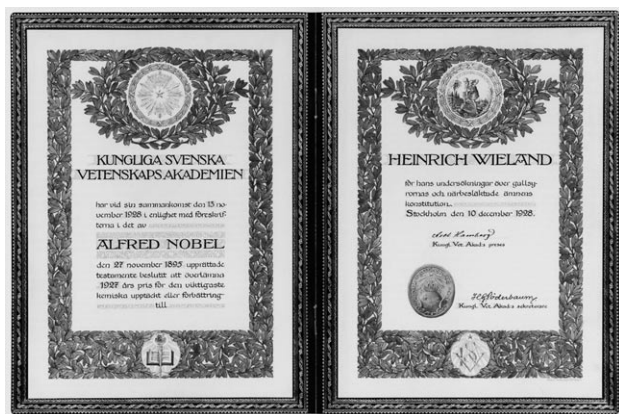 KUNGLIGA SVENSKA
VETENSKAPS.AKADEMIEN
har vid sin sammankomst den 15 no-
vember 1928 i enlighet med föreskrif-
terna i det av
ALFRED NOBEL
den 27 november 1895 upprättade
testamente beslutit att överlämna
1927 års pris för den viktigaste
kemiska upptäckt eller förbättring
till
HEINRICH WIELAND
för hans undersökningar över gallsy-
rornas och närbesläktade ämnens
konstitution.
Stockholm den 10 december 1928.
Kungl. Vet. Akad:s preses
HGSöderbaum
Kungl. Vet. Akad:s sekreterare